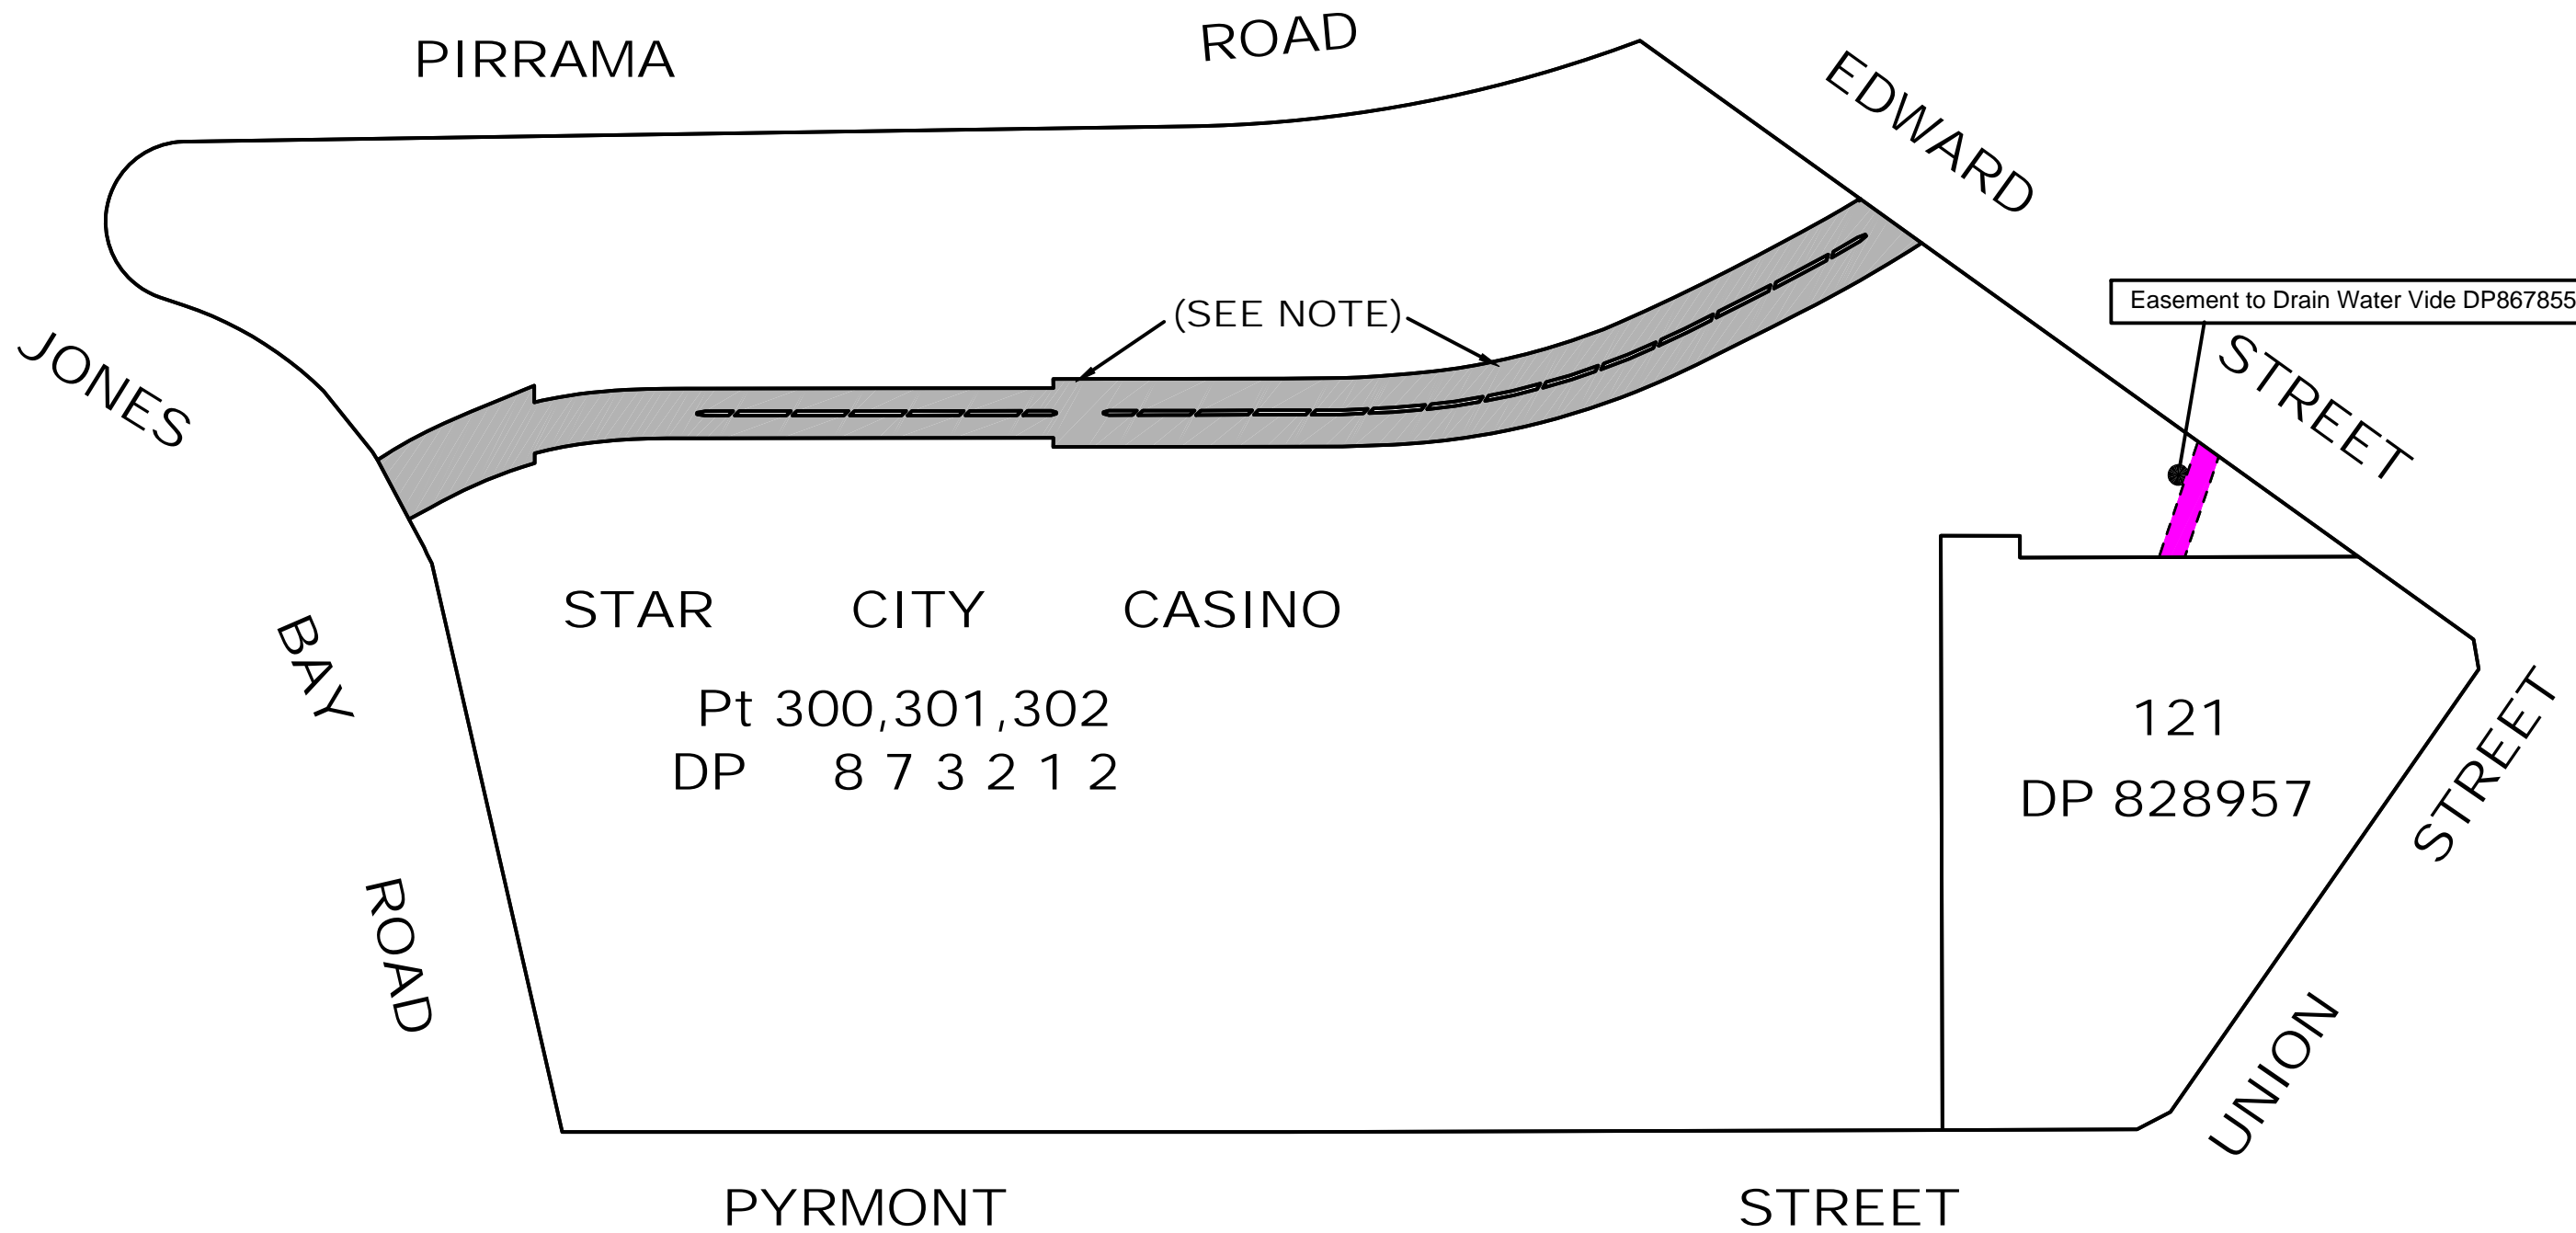 PIRRAMA ROAD
EDWARD STREET
Easement to Drain Water Vide DP867855
(SEE NOTE)
JONES BAY ROAD
STAR CITY CASINO
Pt 300,301,302
DP 8 7 3 2 1 2
121
DP 828957
UNION STREET
PYRMONT STREET